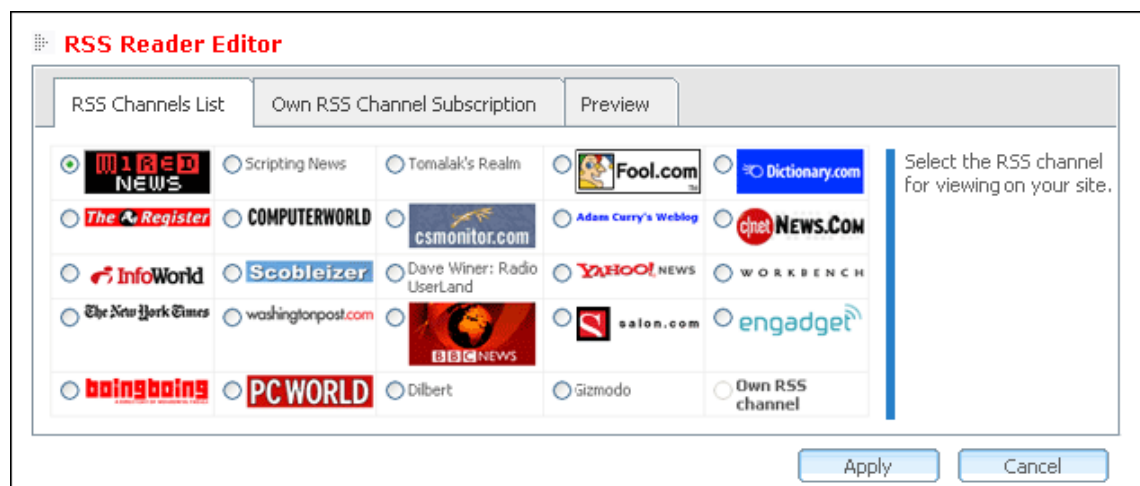 RSS Reader Editor
RSS Channels List Own RSS Channel Subscription Preview
WIRED NEWS
Scripting News
Tomalak's Realm
Fool.com
TM
Dictionary.com
Select the RSS channel
for viewing on your site.
The Register
COMPUTERWORLD
csmonitor.com
Adam Curry's Weblog
c|net NEWS.COM
InfoWorld
Scobleizer
Dave Winer: Radio
UserLand
YAHOO! NEWS
WORKBENCH
The New York Times
washingtonpost.com
BBC NEWS
S salon.com
engadget
boingboing
PC WORLD
Dilbert
Gizmodo
Own RSS
channel
Apply Cancel